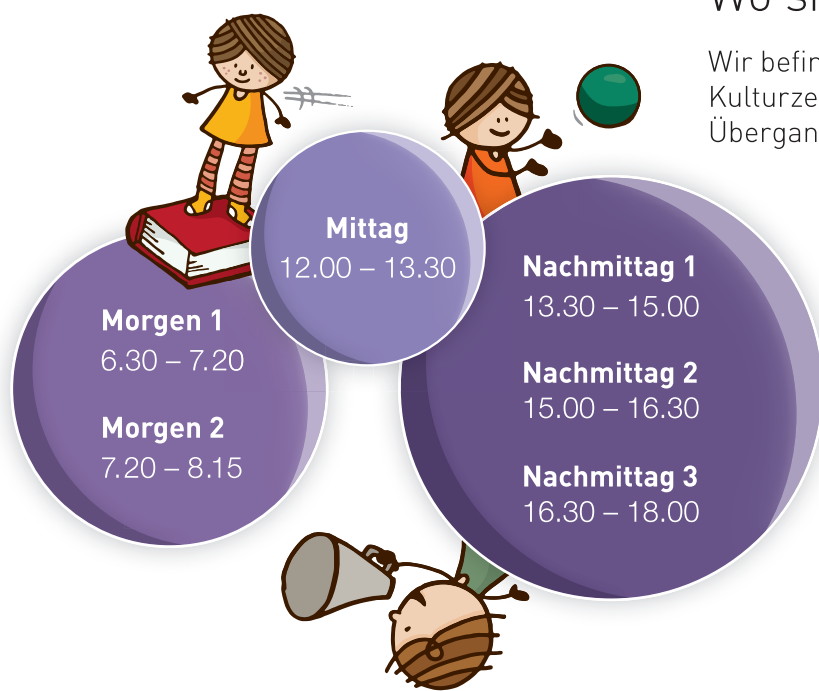 Wir
Kulturze
Übergan
Mittag
12.00 – 13.30
Morgen 1
6.30 – 7.20
Morgen 2
7.20 – 8.15
Nachmittag 1
13.30 – 15.00
Nachmittag 2
15.00 – 16.30
Nachmittag 3
16.30 – 18.00